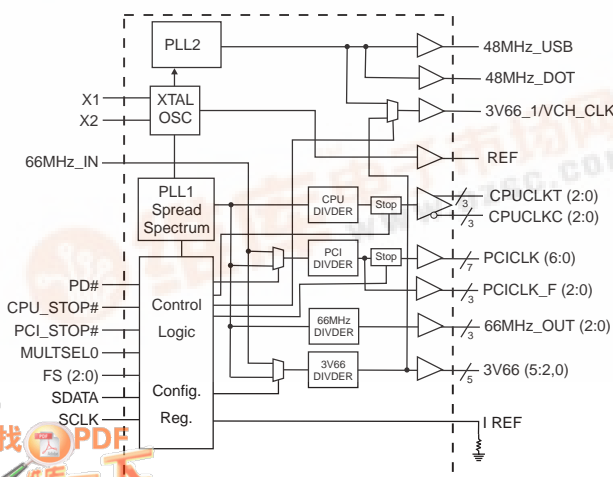 PLL2
48MHz_USB
48MHz_DOT
X1
X2
XTAL
OSC
3V66_1/VCH_CLK
66MHz_IN
REF
PLL1
Spread
Spectrum
CPU
DIVDER
Stop
3
CPUCLKT (2:0)
3
CPUCLKC (2:0)
PCI
DIVDER
Stop
7
PCICLK (6:0)
PD#
CPU_STOP#
PCI_STOP#
MULTSEL0
FS (2:0)
SDATA
SCLK
Control
Logic
Config.
Reg.
3
PCICLK_F (2:0)
66MHz
DIVDER
3
66MHz_OUT (2:0)
3V66
DIVDER
5
3V66 (5:2,0)
I REF
找 PDF